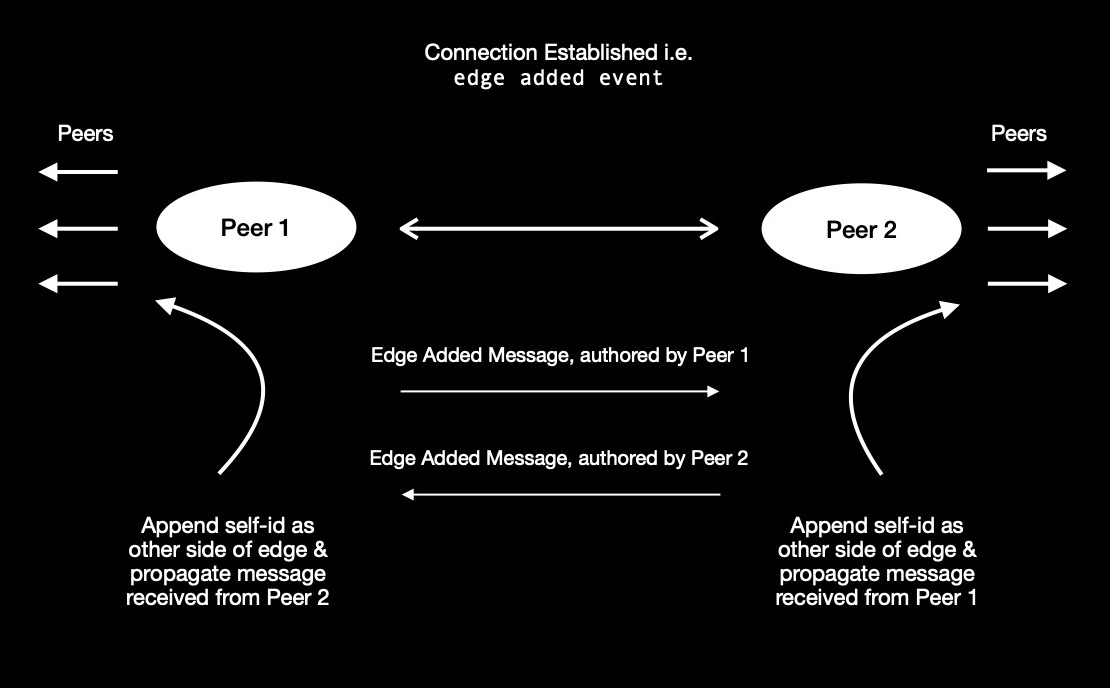 Connection Established i.e.
edge added event
Peers
Peers
Peer 1
Peer 2
Edge Added Message, authored by Peer 1
Edge Added Message, authored by Peer 2
Append self-id as
other side of edge &
propagate message
received from Peer 2
Append self-id as
other side of edge &
propagate message
received from Peer 1